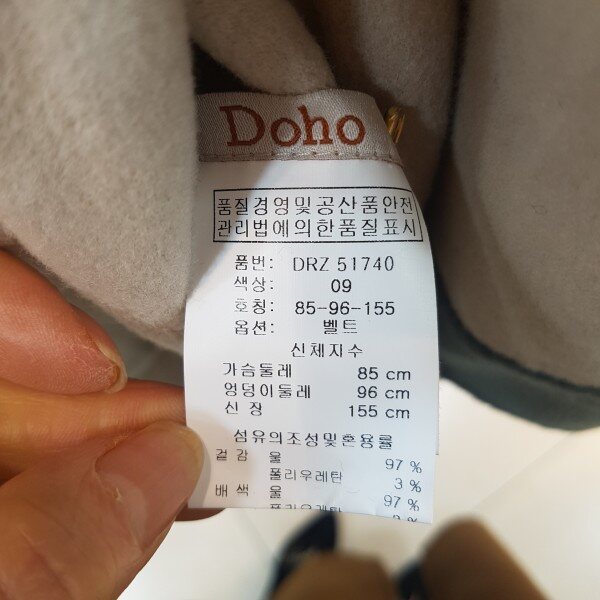 Doho
품질경영및공산품안전
관리법에의한품질표시
품번: DRZ 51740
색상: 09
호칭: 85-96-155
옵션: 벨트
신체지수
가슴둘레 85 cm
엉덩이둘레 96 cm
신 장 155 cm
섬유의조성및혼용률
겉감 울 97 %
폴리우레탄 3 %
배색 울 97 %